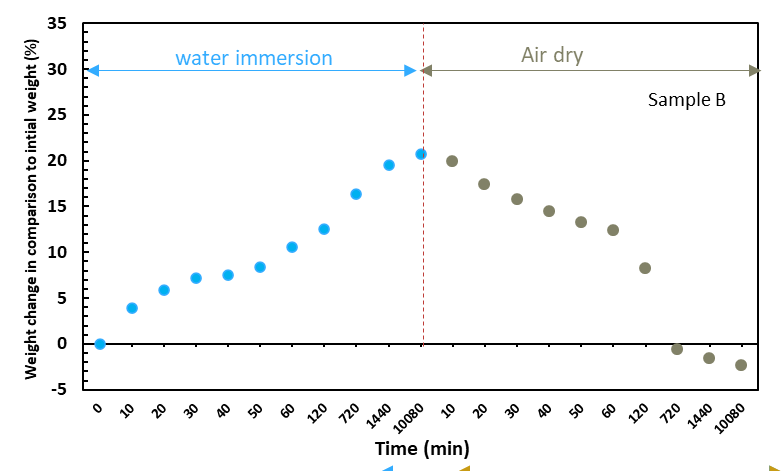 Weight change in comparison to intial weight (%)
35
30
25
20
15
10
5
0
-5
water immersion
Air dry
Sample B
0 10 20 30 40 50 60 120 720 1440 10080 10 20 30 40 50 60 120 720 1440 10080
Time (min)